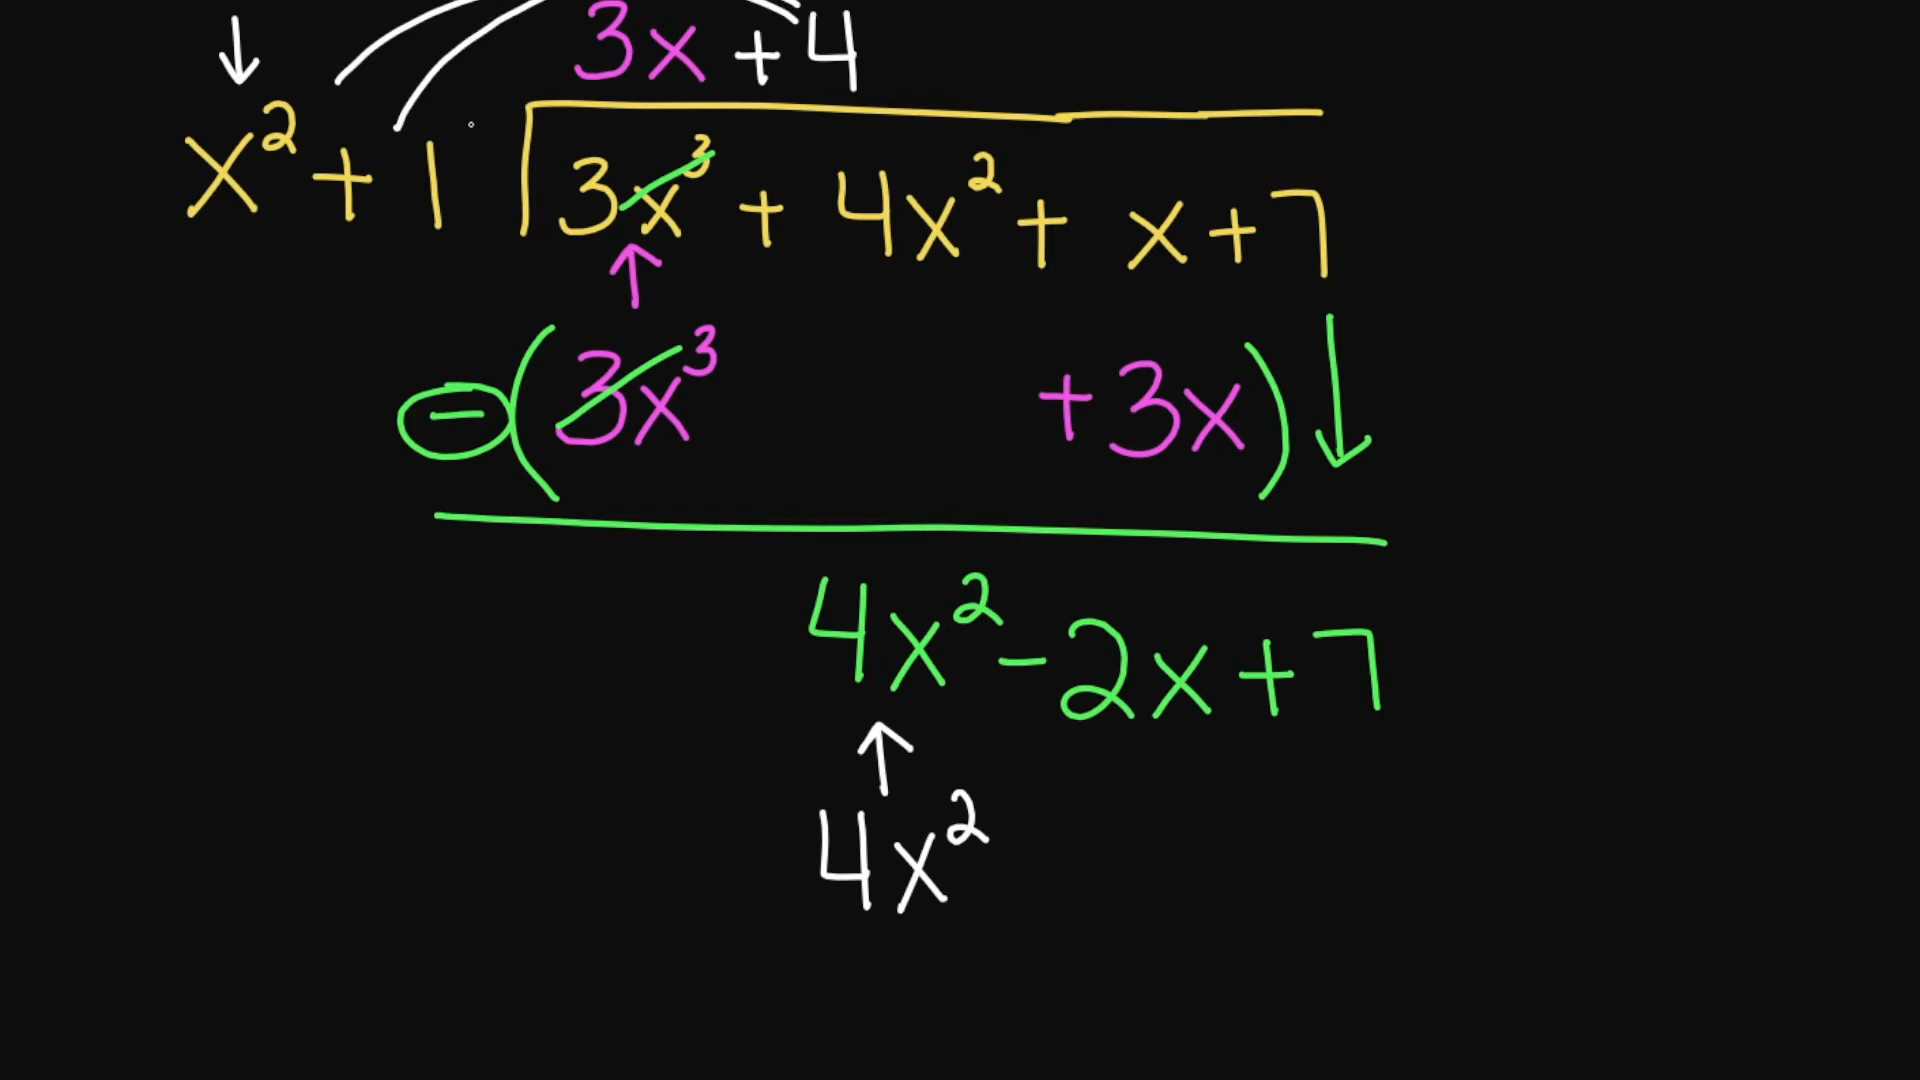 3x + 4
x² + 1 3x³ + 4x² + x + 7
- (3x³ + 3x)
4x² - 2x + 7
4x²